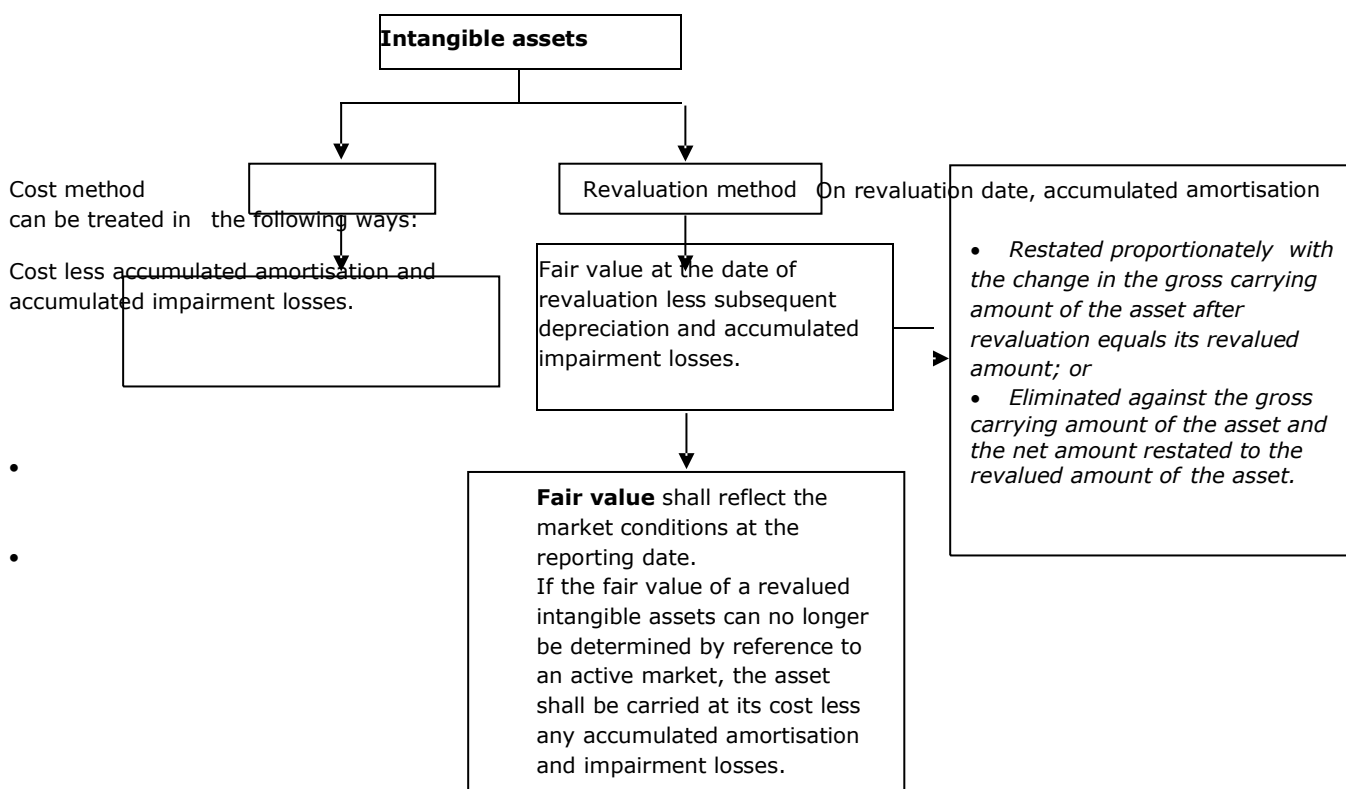 Intangible assets
Cost method
can be treated in the following ways:
Cost less accumulated amortisation and
accumulated impairment losses.
Revaluation method
Fair value at the date of
revaluation less subsequent
depreciation and accumulated
impairment losses.
On revaluation date, accumulated amortisation
• Restated proportionately with
the change in the gross carrying
amount of the asset after
revaluation equals its revalued
amount; or
• Eliminated against the gross
carrying amount of the asset and
the net amount restated to the
revalued amount of the asset.
•
•
Fair value shall reflect the
market conditions at the
reporting date.
If the fair value of a revalued
intangible assets can no longer
be determined by reference to
an active market, the asset
shall be carried at its cost less
any accumulated amortisation
and impairment losses.